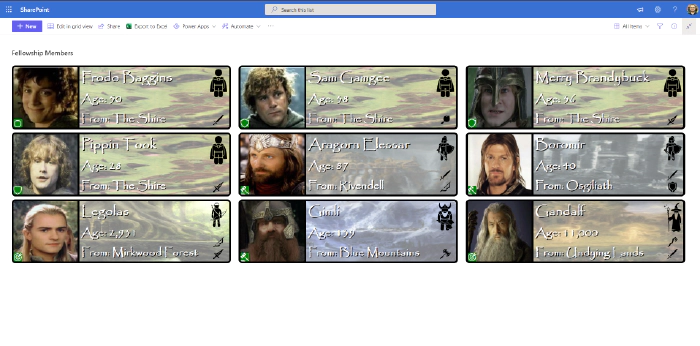 SharePoint
Search this list
+ New
Edit in grid view
Share
Export to Excel
Power Apps
Automate
...
All Items
Fellowship Members
Frodo Baggins
Age: 50
From: The Shire
Sam Gamgee
Age: 38
From: The Shire
Merry Brandybuck
Age: 36
From: The Shire
Pippin Took
Age: 28
From: The Shire
Aragorn Elessar
Age: 87
From: Rivendell
Boromir
Age: 40
From: Osgiliath
Legolas
Age: 2,931
From: Mirkwood Forest
Gimli
Age: 139
From: Blue Mountains
Gandalf
Age: 11,000
From: Undying Lands